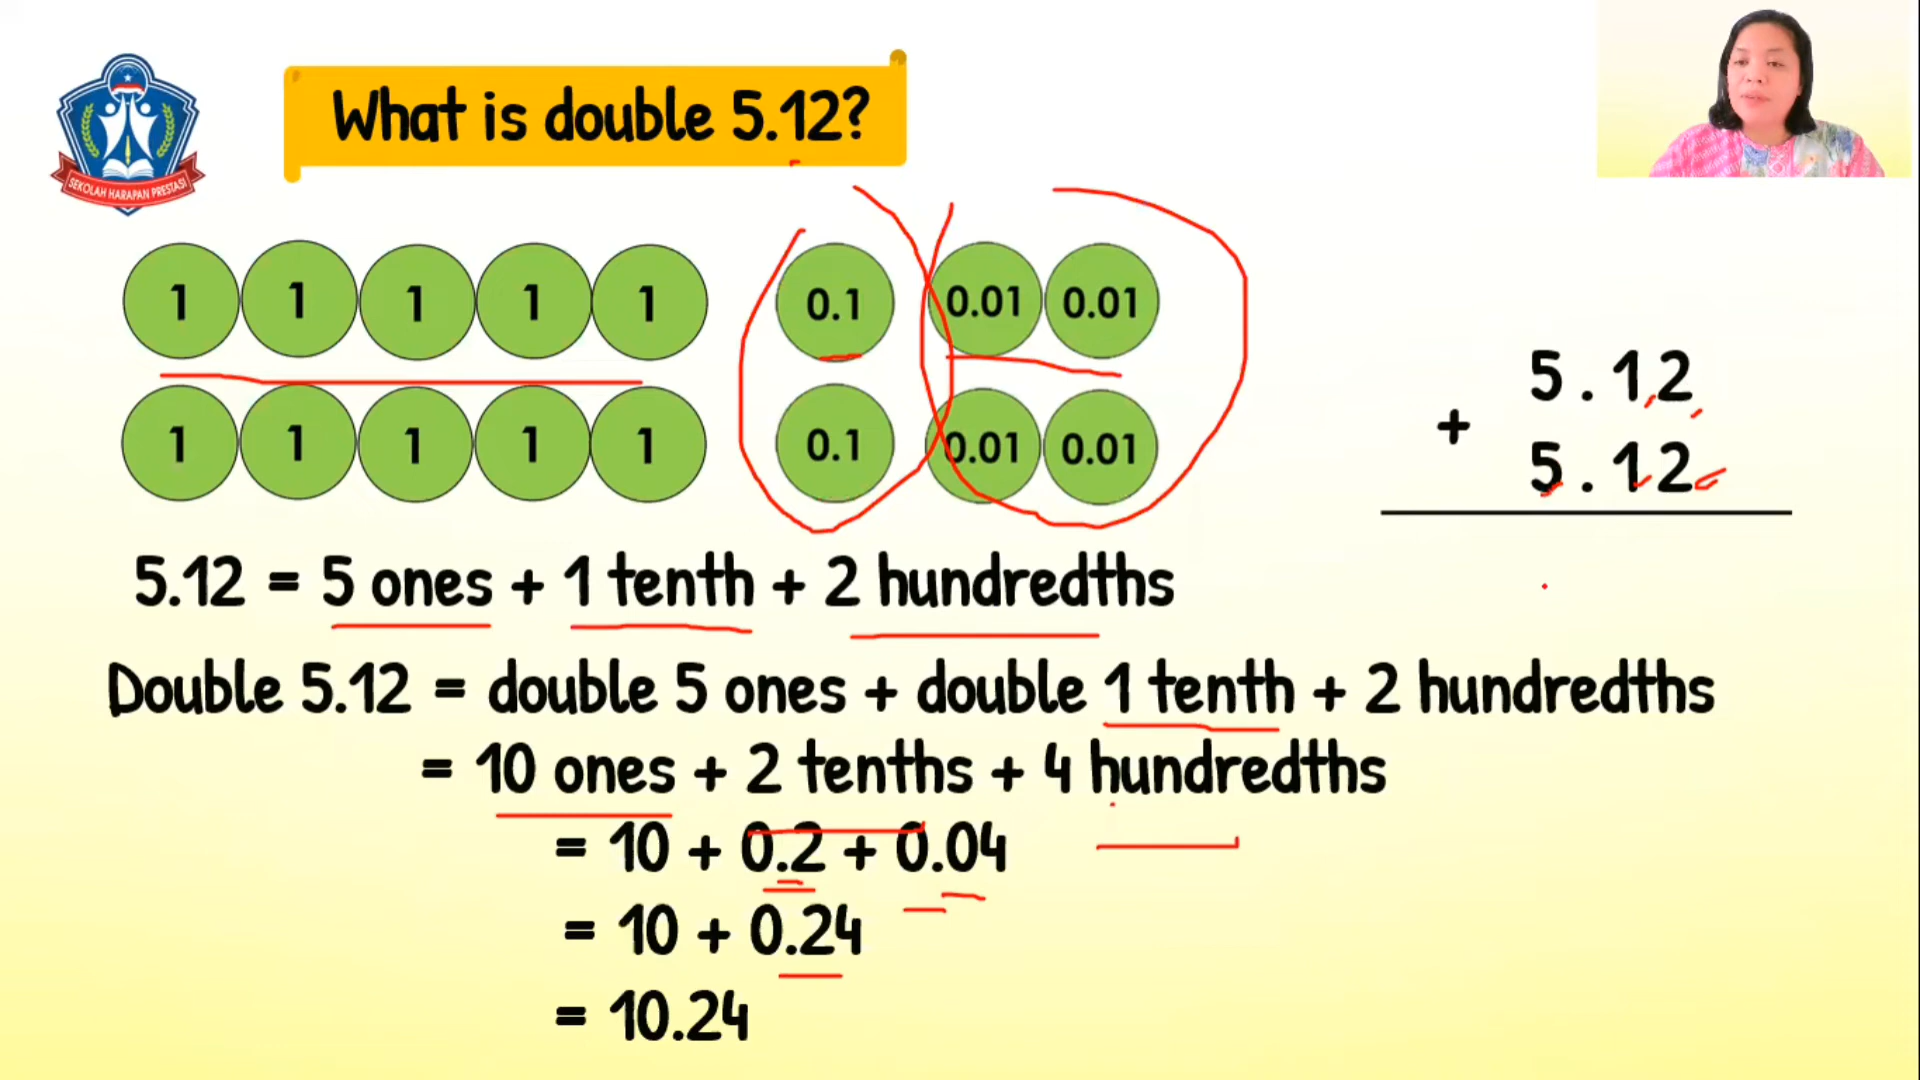 SEKOLAH HARAPAN PRESTASI
What is double 5.12?
1 1 1 1 1 0.1 0.01 0.01
1 1 1 1 1 0.1 0.01 0.01
5.12
+
5.12
5.12 = 5 ones + 1 tenth + 2 hundredths
Double 5.12 = double 5 ones + double 1 tenth + 2 hundredths
= 10 ones + 2 tenths + 4 hundredths
= 10 + 0.2 + 0.04
= 10 + 0.24
= 10.24